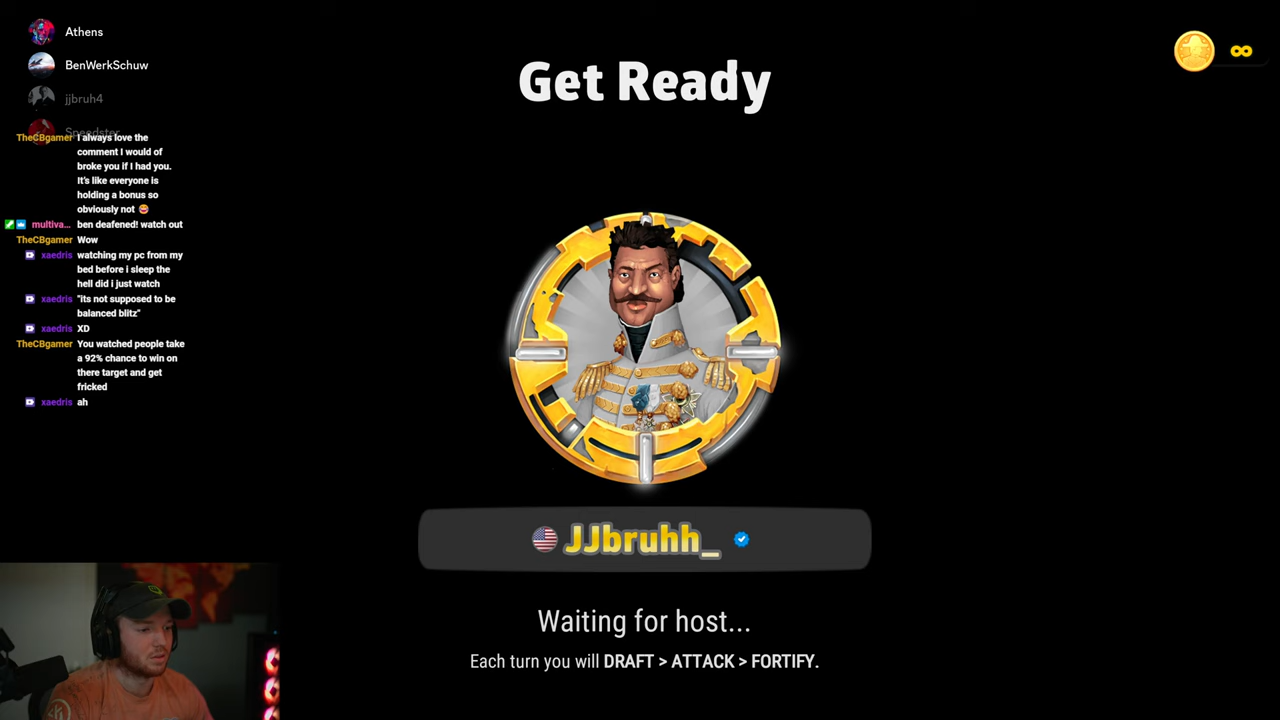 Athens
BenWerkSchuw
jjbruh4
Speedster
TheCBgamer I always love the
comment I would of
broke you if I had you.
It's like everyone is
holding a bonus so
obviously not
multiva... ben deafened! watch out
TheCBgamer Wow
xaedris watching my pc from my
bed before i sleep the
hell did i just watch
xaedris "its not supposed to be
balanced blitz"
xaedris XD
TheCBgamer You watched people take
a 92% chance to win on
there target and get
fricked
xaedris ah
Get Ready
∞
JJbruhh_
Waiting for host...
Each turn you will DRAFT > ATTACK > FORTIFY.